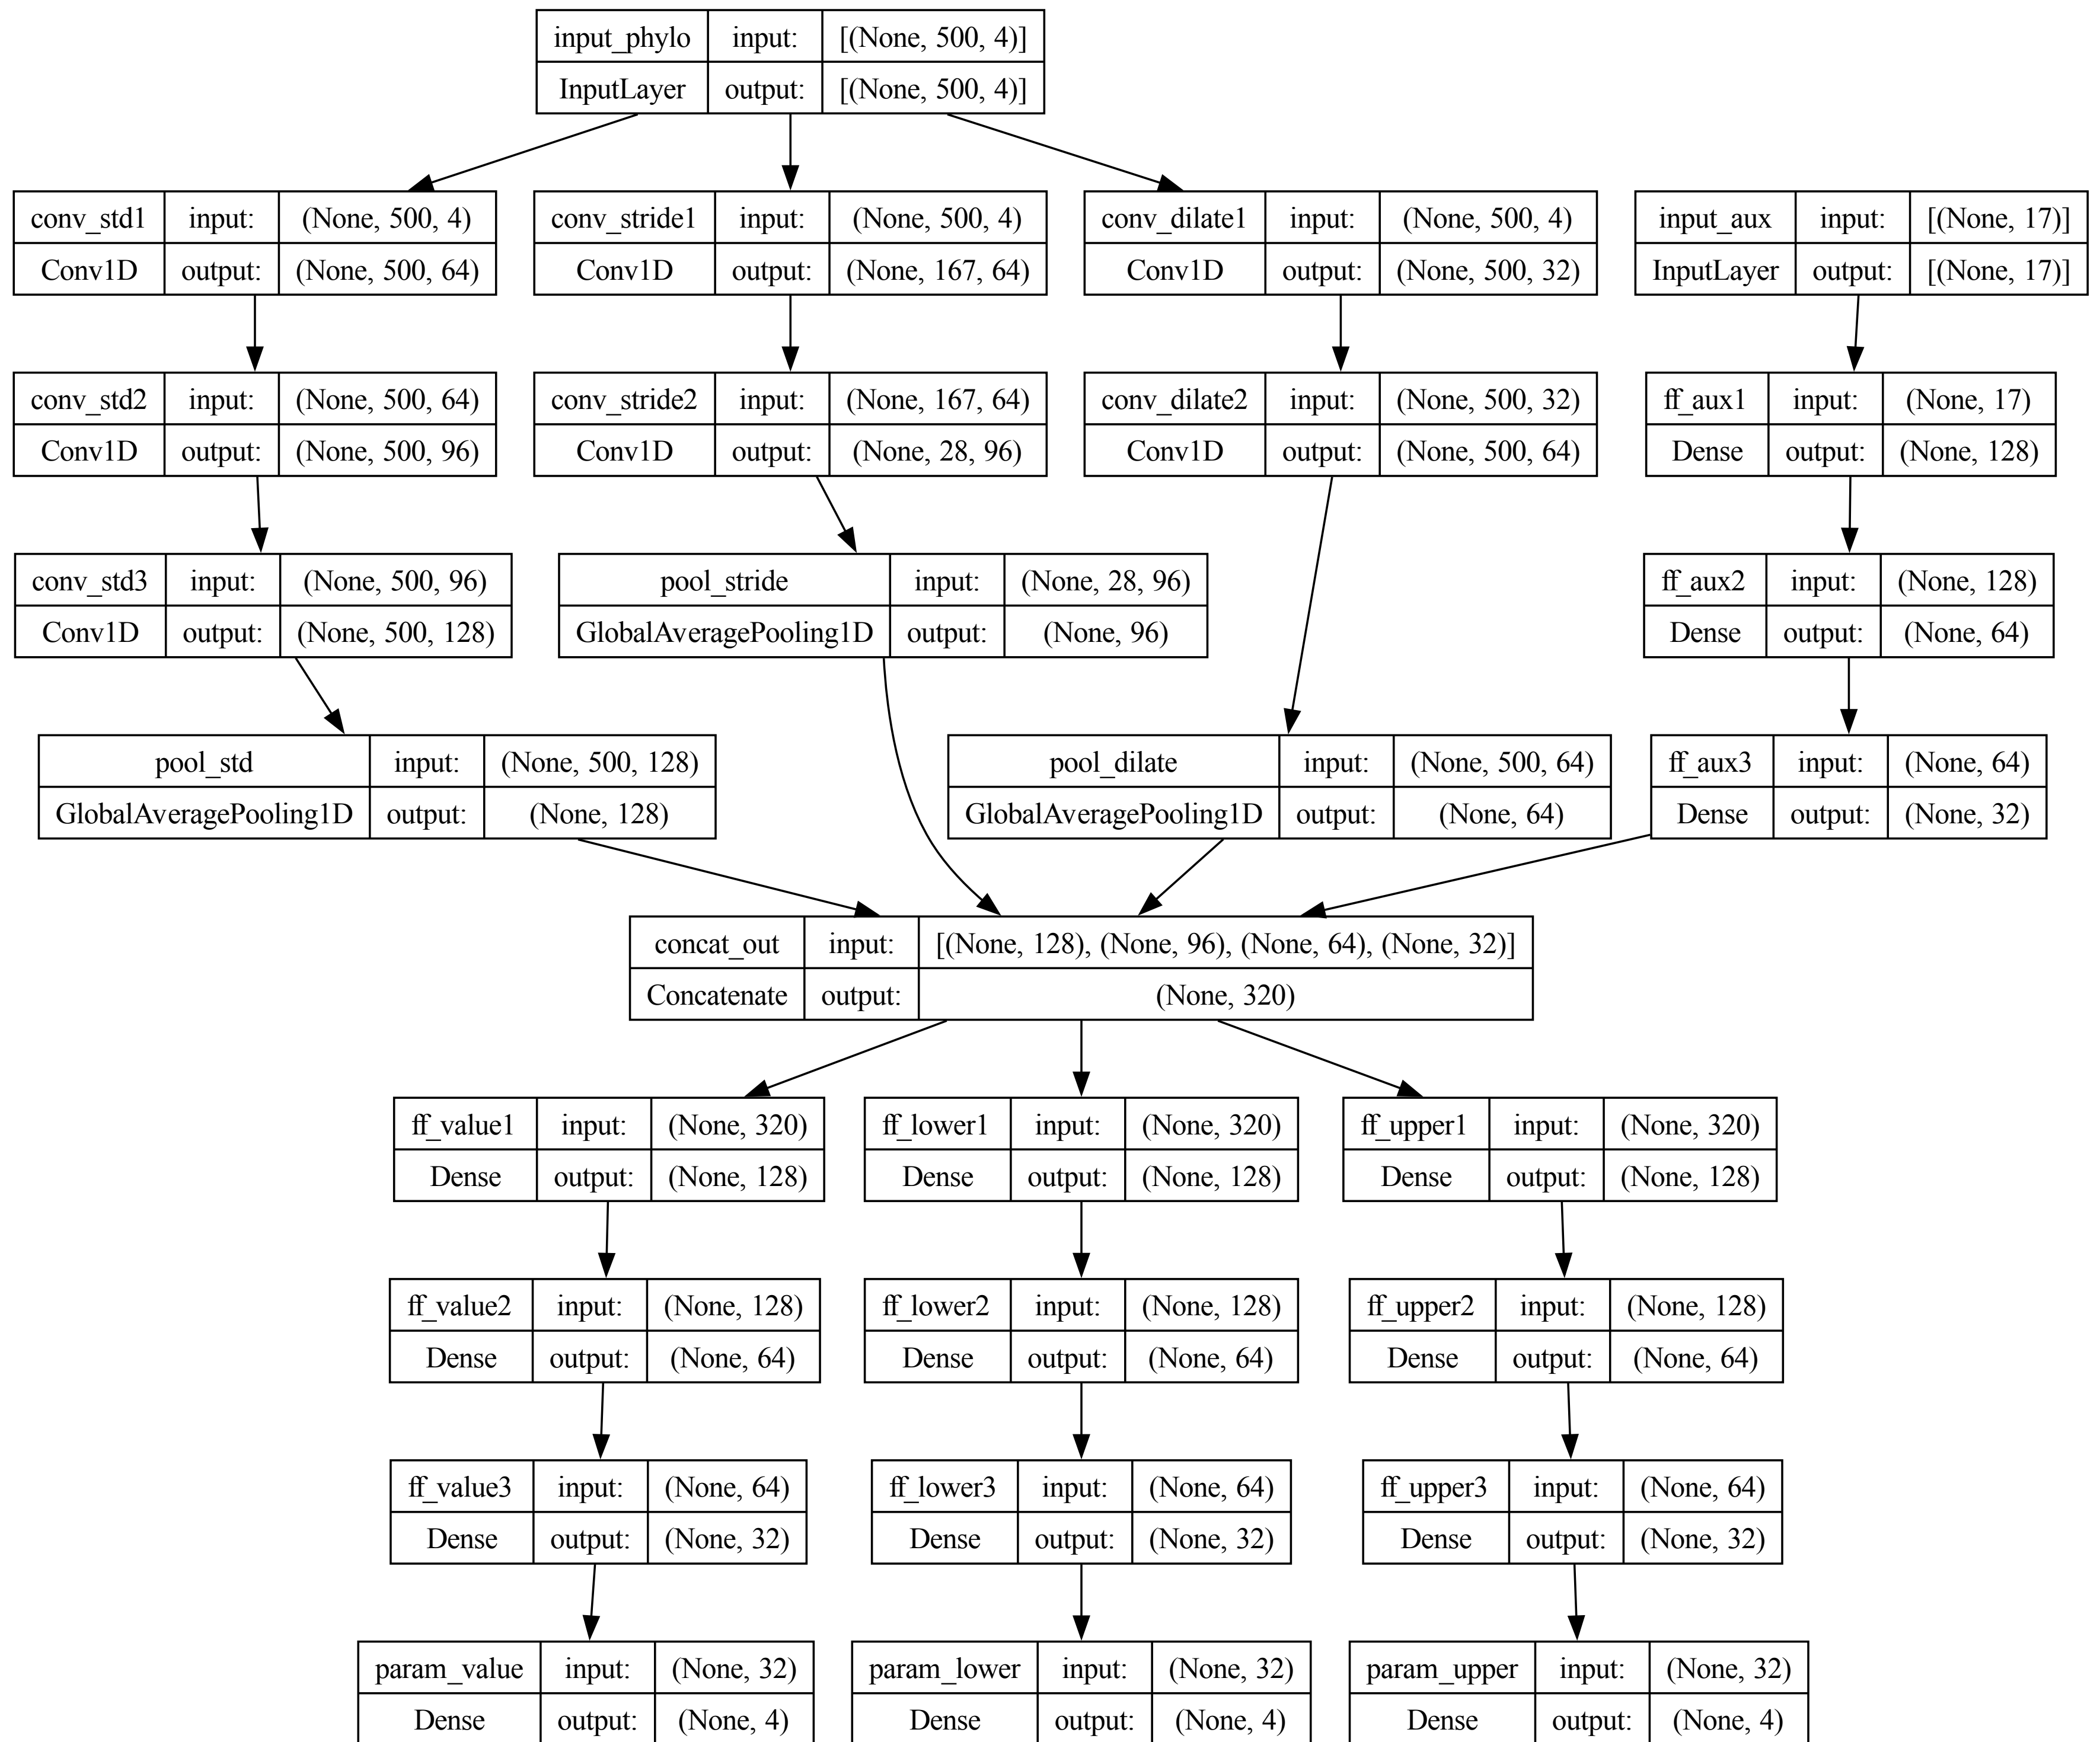 input_phylo input: [(None, 500, 4)]
InputLayer output: [(None, 500, 4)]
conv_std1 input: (None, 500, 4)
Conv1D output: (None, 500, 64)
conv_stride1 input: (None, 500, 4)
Conv1D output: (None, 167, 64)
conv_dilate1 input: (None, 500, 4)
Conv1D output: (None, 500, 32)
input_aux input: [(None, 17)]
InputLayer output: [(None, 17)]
conv_std2 input: (None, 500, 64)
Conv1D output: (None, 500, 96)
conv_stride2 input: (None, 167, 64)
Conv1D output: (None, 28, 96)
conv_dilate2 input: (None, 500, 32)
Conv1D output: (None, 500, 64)
ff_aux1 input: (None, 17)
Dense output: (None, 128)
conv_std3 input: (None, 500, 96)
Conv1D output: (None, 500, 128)
pool_stride input: (None, 28, 96)
GlobalAveragePooling1D output: (None, 96)
ff_aux2 input: (None, 128)
Dense output: (None, 64)
pool_std input: (None, 500, 128)
GlobalAveragePooling1D output: (None, 128)
pool_dilate input: (None, 500, 64)
GlobalAveragePooling1D output: (None, 64)
ff_aux3 input: (None, 64)
Dense output: (None, 32)
concat_out input: [(None, 128), (None, 96), (None, 64), (None, 32)]
Concatenate output: (None, 320)
ff_value1 input: (None, 320)
Dense output: (None, 128)
ff_lower1 input: (None, 320)
Dense output: (None, 128)
ff_upper1 input: (None, 320)
Dense output: (None, 128)
ff_value2 input: (None, 128)
Dense output: (None, 64)
ff_lower2 input: (None, 128)
Dense output: (None, 64)
ff_upper2 input: (None, 128)
Dense output: (None, 64)
ff_value3 input: (None, 64)
Dense output: (None, 32)
ff_lower3 input: (None, 64)
Dense output: (None, 32)
ff_upper3 input: (None, 64)
Dense output: (None, 32)
param_value input: (None, 32)
Dense output: (None, 4)
param_lower input: (None, 32)
Dense output: (None, 4)
param_upper input: (None, 32)
Dense output: (None, 4)